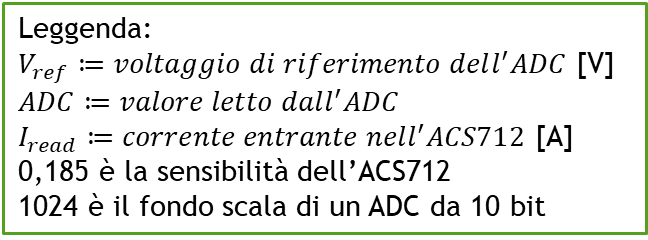 Leggenda:
V_ref ≔ voltaggio di riferimento dell'ADC [V]
ADC ≔ valore letto dall'ADC
I_read ≔ corrente entrante nell'ACS712 [A]
0,185 è la sensibilità dell’ACS712
1024 è il fondo scala di un ADC da 10 bit